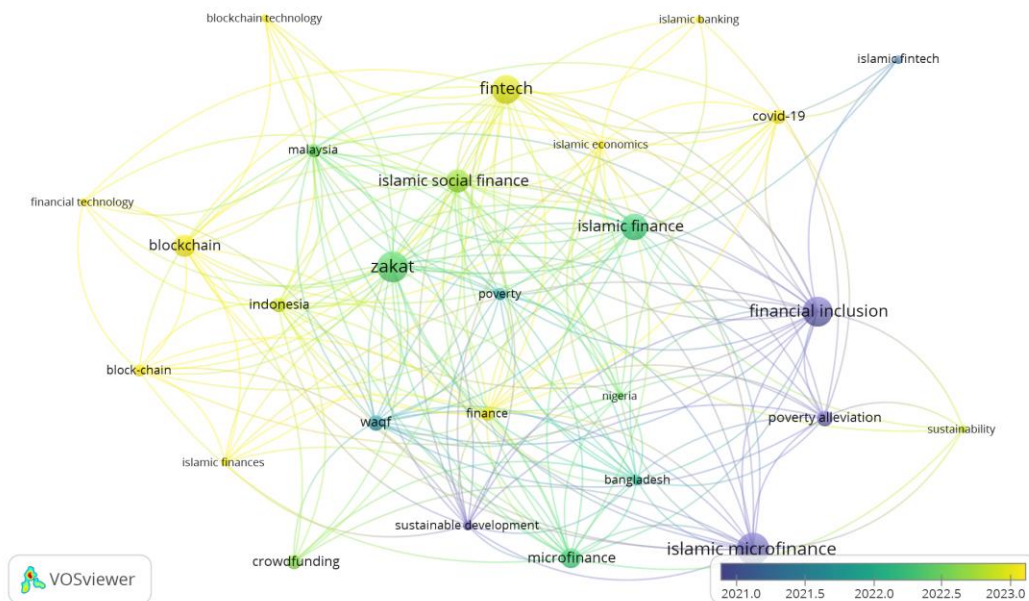 blockchain technology
islamic banking
islamic fintech
fintech
covid-19
islamic economics
malaysia
islamic social finance
financial technology
islamic finance
blockchain
zakat
poverty
indonesia
financial inclusion
block-chain
nigeria
finance
waqf
poverty alleviation
sustainability
islamic finances
bangladesh
sustainable development
islamic microfinance
microfinance
crowdfunding
VOSviewer
2021.0 2021.5 2022.0 2022.5 2023.0